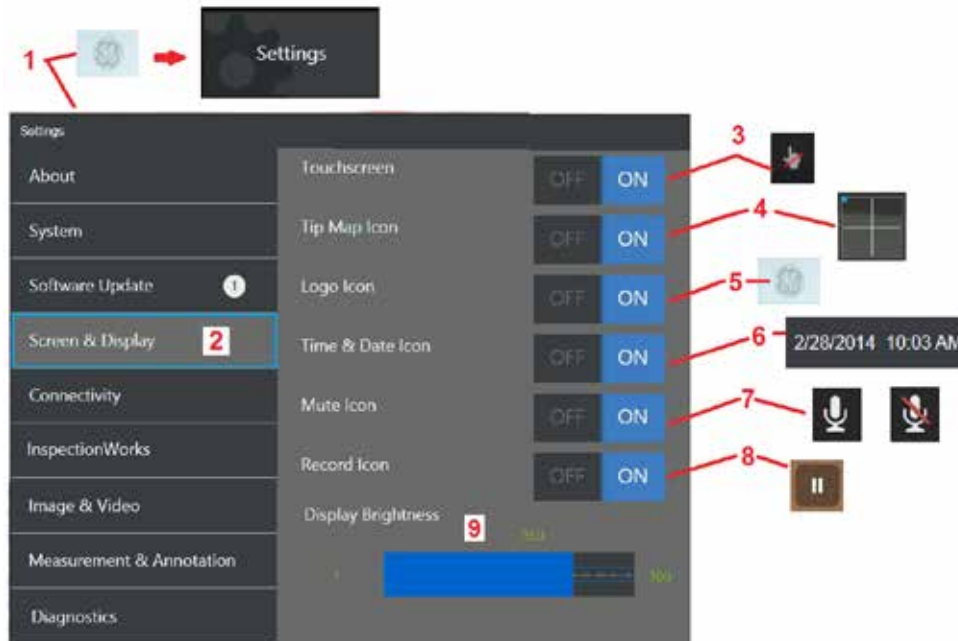 1
Settings
Settings
About
System
Software Update 1
Screen & Display 2
Connectivity
InspectionWorks
Image & Video
Measurement & Annotation
Diagnostics
Touchscreen OFF ON 3
Tip Map Icon OFF ON 4
Logo Icon OFF ON 5
Time & Date Icon OFF ON 6 2/28/2014 10:03 AM
Mute Icon OFF ON 7
Record Icon OFF ON 8
Display Brightness 9